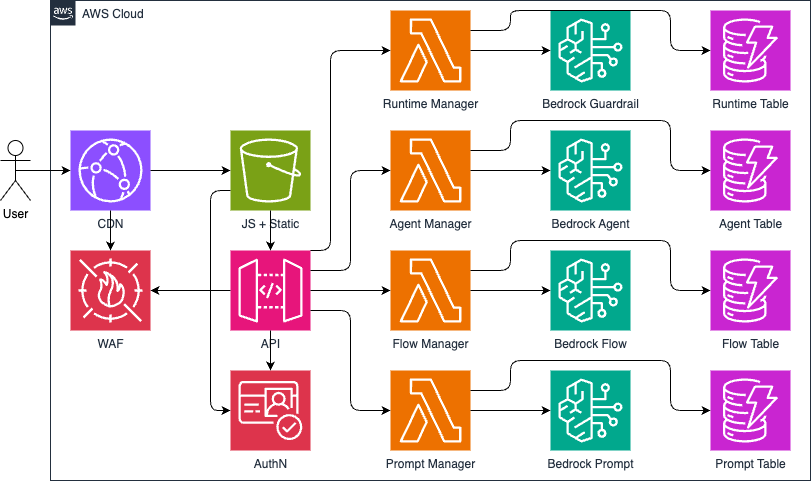 aws
AWS Cloud
Runtime Manager
Bedrock Guardrail
Runtime Table
User
CDN
JS + Static
Agent Manager
Bedrock Agent
Agent Table
</>
WAF
API
Flow Manager
Bedrock Flow
Flow Table
AuthN
Prompt Manager
Bedrock Prompt
Prompt Table